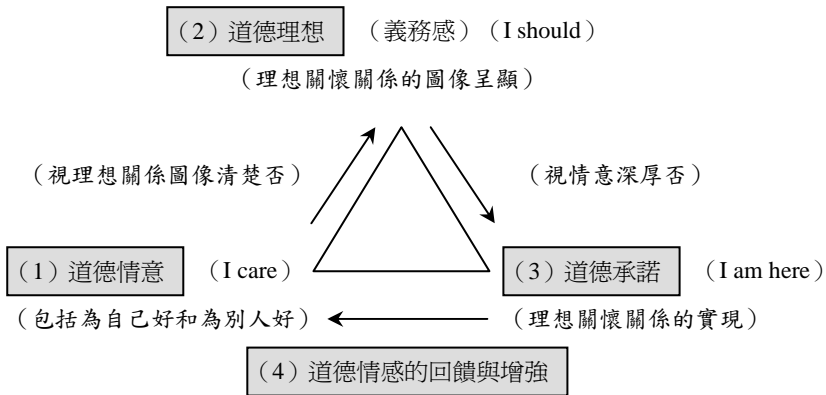 （2）道德理想 （義務感）（I should）
（理想關懷關係的圖像呈顯）
（視理想關係圖像清楚否） （視情意深厚否）
（1）道德情意 （I care） （3）道德承諾 （I am here）
（包括為自己好和為別人好） （理想關懷關係的實現）
（4）道德情感的回饋與增強